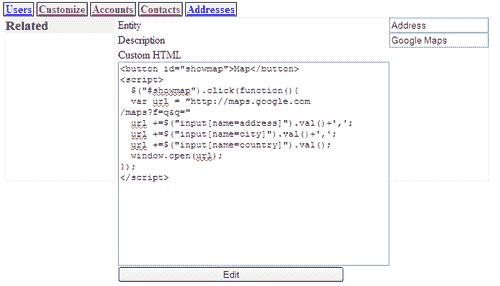 Users Customize Accounts Contacts Addresses
Related
Entity Address
Description Google Maps
Custom HTML
<button id="showmap">Map</button>
<script>
$("#showmap").click(function(){
var url = "http://maps.google.com
/maps?f=q&q="
url +=$("input[name=address]").val()+',';
url +=$("input[name=city]").val()+',';
url +=$("input[name=country]").val();
window.open(url);
});
</script>
Edit